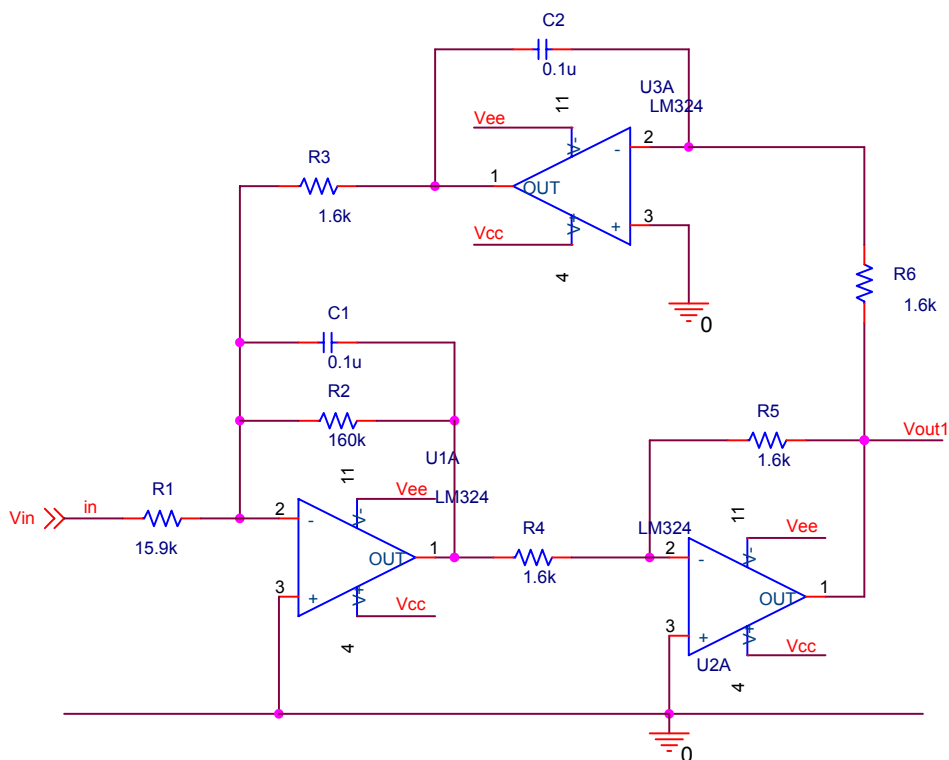 C2
0.1u
U3A
LM324
11
Vee
V-
2
-
R3
1
OUT
1.6k
3
+
V+
Vcc
4
R6
1.6k
0
C1
0.1u
R2
160k
R5
1.6k
Vout1
U1A
11
Vee
LM324
R1
in
Vin
15.9k
2
-
V-
1
OUT
R4
1.6k
LM324
11
Vee
2
-
V-
3
+
V+
Vcc
4
1
OUT
3
+
V+
Vcc
U2A
4
0